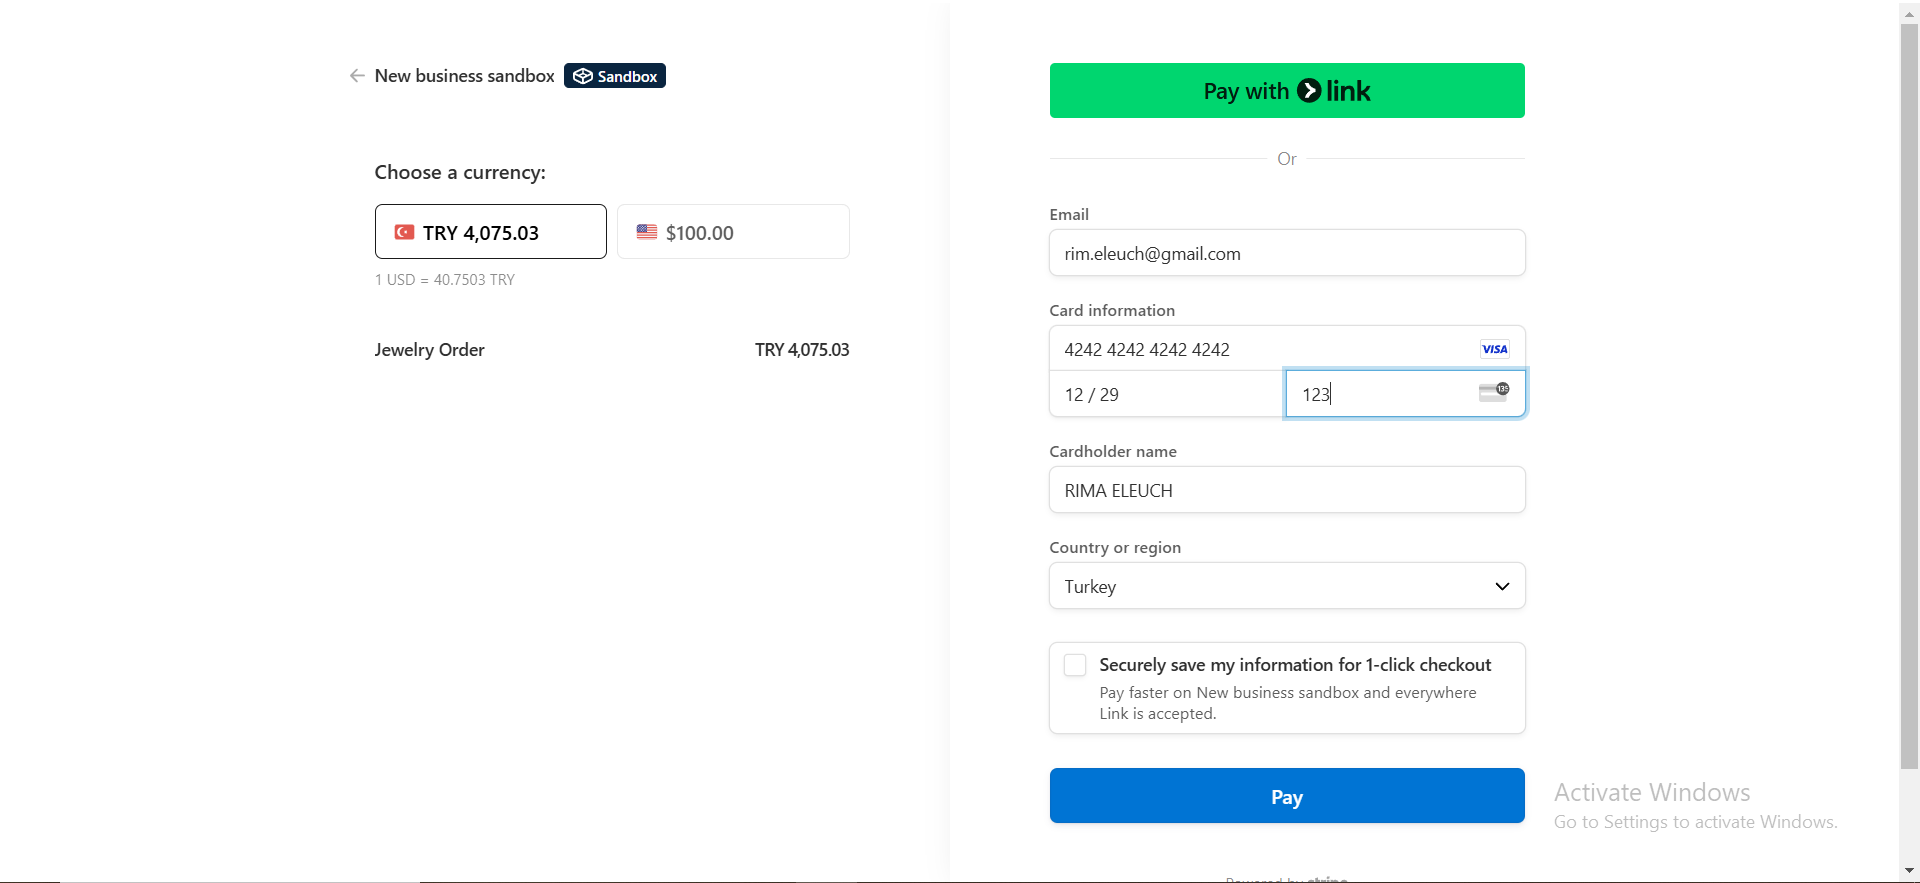 New business sandbox Sandbox
Choose a currency:
TRY 4,075.03
$100.00
1 USD = 40.7503 TRY
Jewelry Order TRY 4,075.03
Pay with link
Or
Email
rim.eleuch@gmail.com
Card information
4242 4242 4242 4242 VISA
12 / 29
123
Cardholder name
RIMA ELEUCH
Country or region
Turkey
Securely save my information for 1-click checkout
Pay faster on New business sandbox and everywhere
Link is accepted.
Pay
Activate Windows
Go to Settings to activate Windows.
Powered by stripe